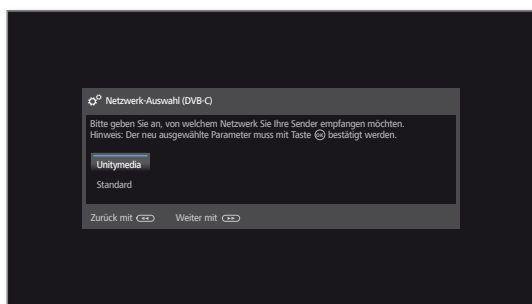 Netzwerk-Auswahl (DVB-C)
Bitte geben Sie an, von welchem Netzwerk Sie Ihre Sender empfangen möchten.
Hinweis: Der neu ausgewählte Parameter muss mit Taste OK bestätigt werden.
Unitymedia
Standard
Zurück mit Weiter mit